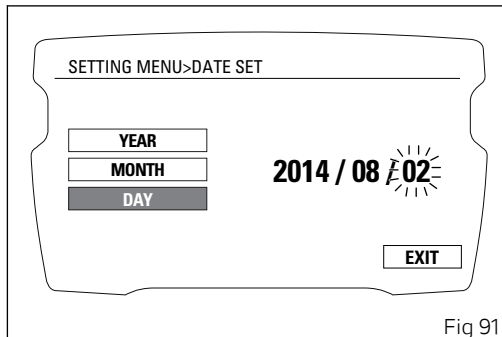 SETTING MENU>DATE SET
YEAR
MONTH
DAY
2014 / 08 / 02
EXIT
Fig 91